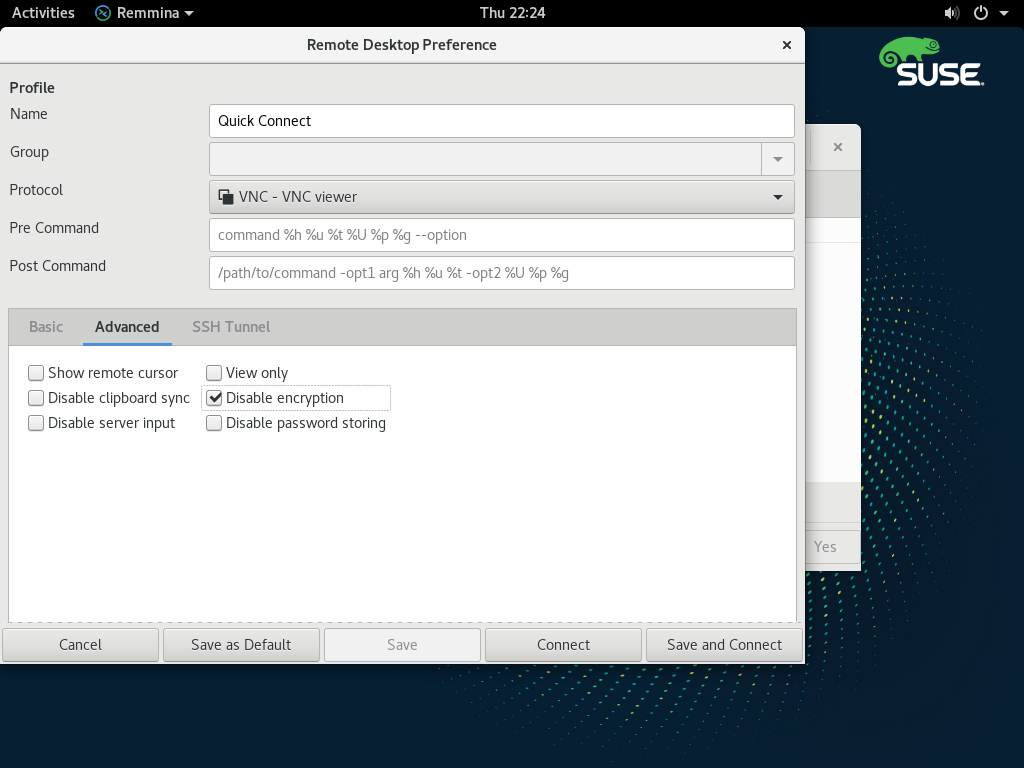 Activities Remmina Thu 22:24
Remote Desktop Preference
SUSE
Profile
Name Quick Connect
Group
Protocol VNC - VNC viewer
Pre Command command %h %u %t %U %p %g --option
Post Command /path/to/command -opt1 arg %h %u %t -opt2 %U %p %g
Basic Advanced SSH Tunnel
Show remote cursor View only
Disable clipboard sync Disable encryption
Disable server input Disable password storing
Yes
Cancel Save as Default Save Connect Save and Connect